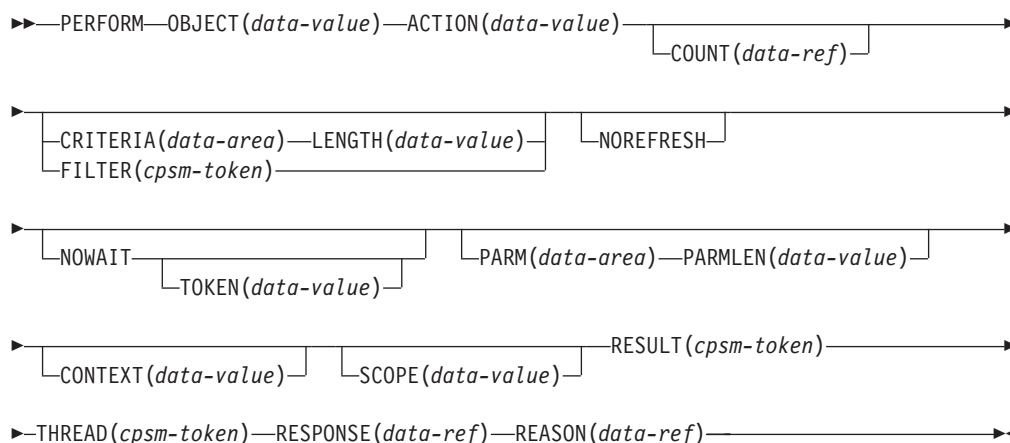 PERFORM OBJECT(data-value) ACTION(data-value)
COUNT(data-ref)
CRITERIA(data-area) LENGTH(data-value) NOREFRESH
FILTER(cpsm-token)
NOWAIT PARM(data-area) PARMLEN(data-value)
TOKEN(data-value)
RESULT(cpsm-token)
CONTEXT(data-value) SCOPE(data-value)
THREAD(cpsm-token) RESPONSE(data-ref) REASON(data-ref)